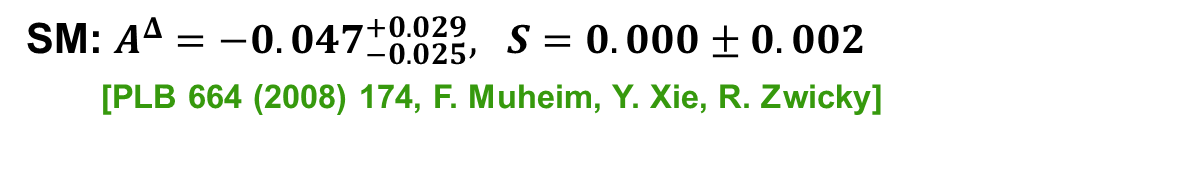 SM: A^Δ = −0.047^{+0.029}_{−0.025}, S = 0.000 ± 0.002
[PLB 664 (2008) 174, F. Muheim, Y. Xie, R. Zwicky]